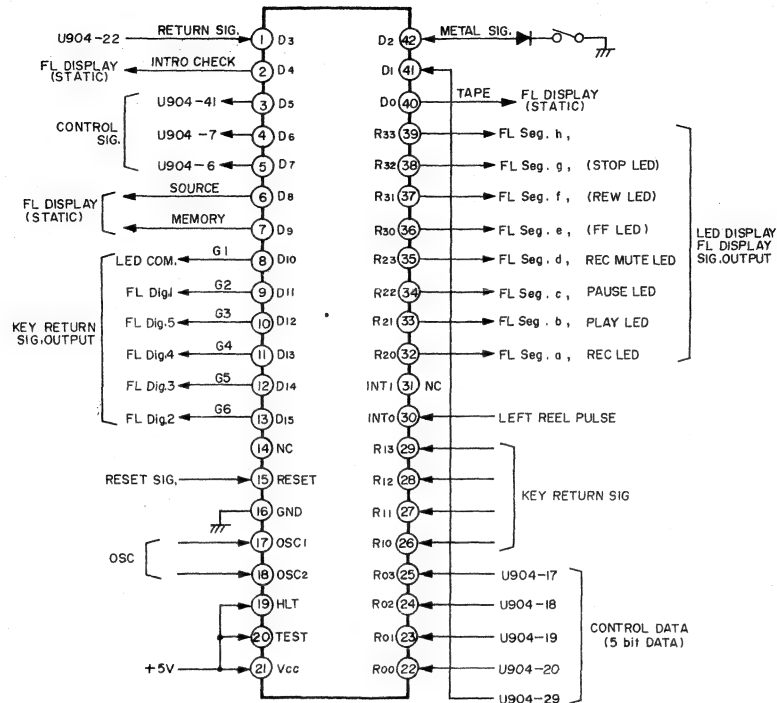 U904-22 RETURN SIG. 1 D3
FL DISPLAY (STATIC) INTRO CHECK 2 D4
CONTROL SIG.
U904-41 3 D5
U904-7 4 D6
U904-6 5 D7
FL DISPLAY (STATIC)
SOURCE 6 D8
MEMORY 7 D9
KEY RETURN SIG,OUTPUT
LED COM. G1 8 D10
FL Dig.1 G2 9 D11
FL Dig.5 G3 10 D12
FL Dig.4 G4 11 D13
FL Dig.3 G5 12 D14
FL Dig.2 G6 13 D15
14 NC
RESET SIG, 15 RESET
16 GND
OSC
17 OSC1
18 OSC2
19 HLT
20 TEST
+5V 21 Vcc
D2 42 METAL SIG.
D1 41
D0 40 TAPE FL DISPLAY (STATIC)
R33 39 FL Seg. h,
R32 38 FL Seg. g, (STOP LED)
R31 37 FL Seg. f, (REW LED)
R30 36 FL Seg. e, (FF LED)
R23 35 FL Seg. d, REC MUTE LED
R22 34 FL Seg. c, PAUSE LED
R21 33 FL Seg. b, PLAY LED
R20 32 FL Seg. a, REC LED
LED DISPLAY
FL DISPLAY
SIG.OUTPUT
INT1 31 NC
INT0 30 LEFT REEL PULSE
R13 29
R12 28
R11 27
R10 26
KEY RETURN SIG
R03 25 U904-17
R02 24 U904-18
R01 23 U904-19
R00 22 U904-20
U904-29
CONTROL DATA
(5 bit DATA)